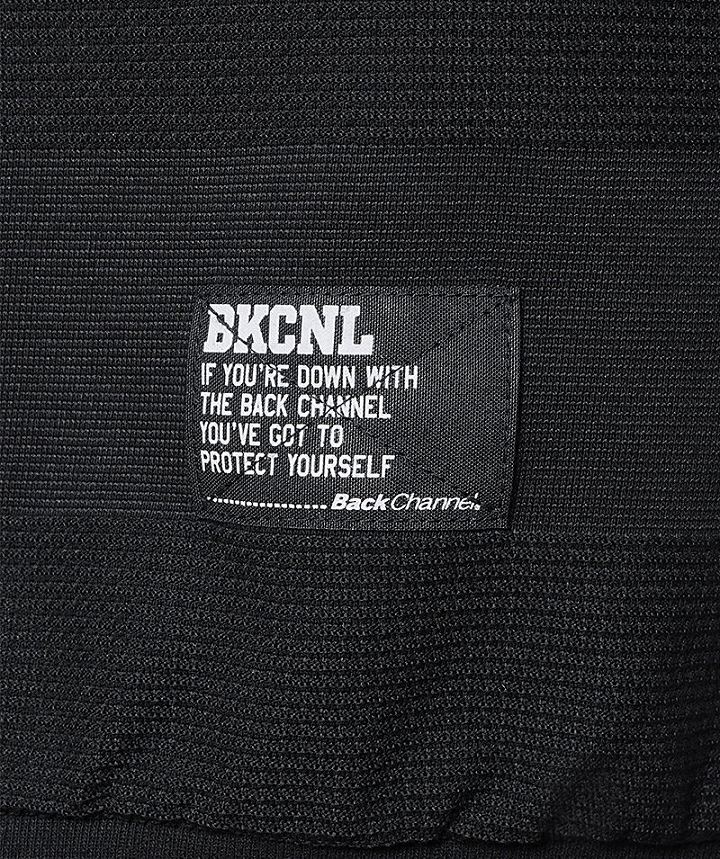 BKCNL
IF YOU'RE DOWN WITH
THE BACK CHANNEL
YOU'VE GOT TO
PROTECT YOURSELF
....................Back Channel.